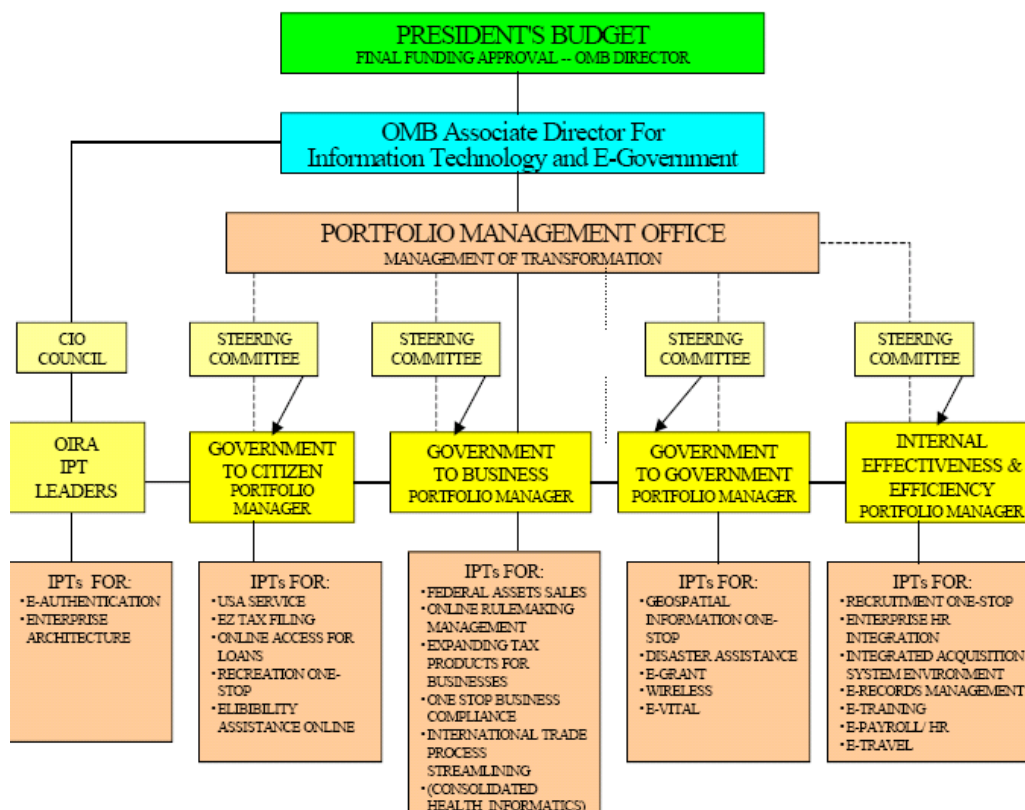 PRESIDENT'S BUDGET
FINAL FUNDING APPROVAL -- OMB DIRECTOR
OMB Associate Director For
Information Technology and E-Government
PORTFOLIO MANAGEMENT OFFICE
MANAGEMENT OF TRANSFORMATION
CIO
COUNCIL
STEERING
COMMITTEE
STEERING
COMMITTEE
STEERING
COMMITTEE
STEERING
COMMITTEE
OIRA
IPT
LEADERS
GOVERNMENT
TO CITIZEN
PORTFOLIO
MANAGER
GOVERNMENT
TO BUSINESS
PORTFOLIO MANAGER
GOVERNMENT
TO GOVERNMENT
PORTFOLIO MANAGER
INTERNAL
EFFECTIVENESS &
EFFICIENCY
PORTFOLIO MANAGER
IPTs FOR:
•E-AUTHENTICATION
•ENTERPRISE
ARCHITECTURE
IPTs FOR:
•USA SERVICE
•EZ TAX FILING
•ONLINE ACCESS FOR
LOANS
•RECREATION ONE-
STOP
•ELIBIBILITY
ASSISTANCE ONLINE
IPTs FOR:
•FEDERAL ASSETS SALES
•ONLINE RULEMAKING
MANAGEMENT
•EXPANDING TAX
PRODUCTS FOR
BUSINESSES
•ONE STOP BUSINESS
COMPLIANCE
•INTERNATIONAL TRADE
PROCESS
STREAMLINING
•(CONSOLIDATED
HEALTH INFORMATICS)
IPTs FOR:
•GEOSPATIAL
INFORMATION ONE-
STOP
•DISASTER ASSISTANCE
•E-GRANT
•WIRELESS
•E-VITAL
IPTs FOR:
•RECRUITMENT ONE-STOP
•ENTERPRISE HR
INTEGRATION
•INTEGRATED ACQUISITION
SYSTEM ENVIRONMENT
•E-RECORDS MANAGEMENT
•E-TRAINING
•E-PAYROLL/ HR
•E-TRAVEL